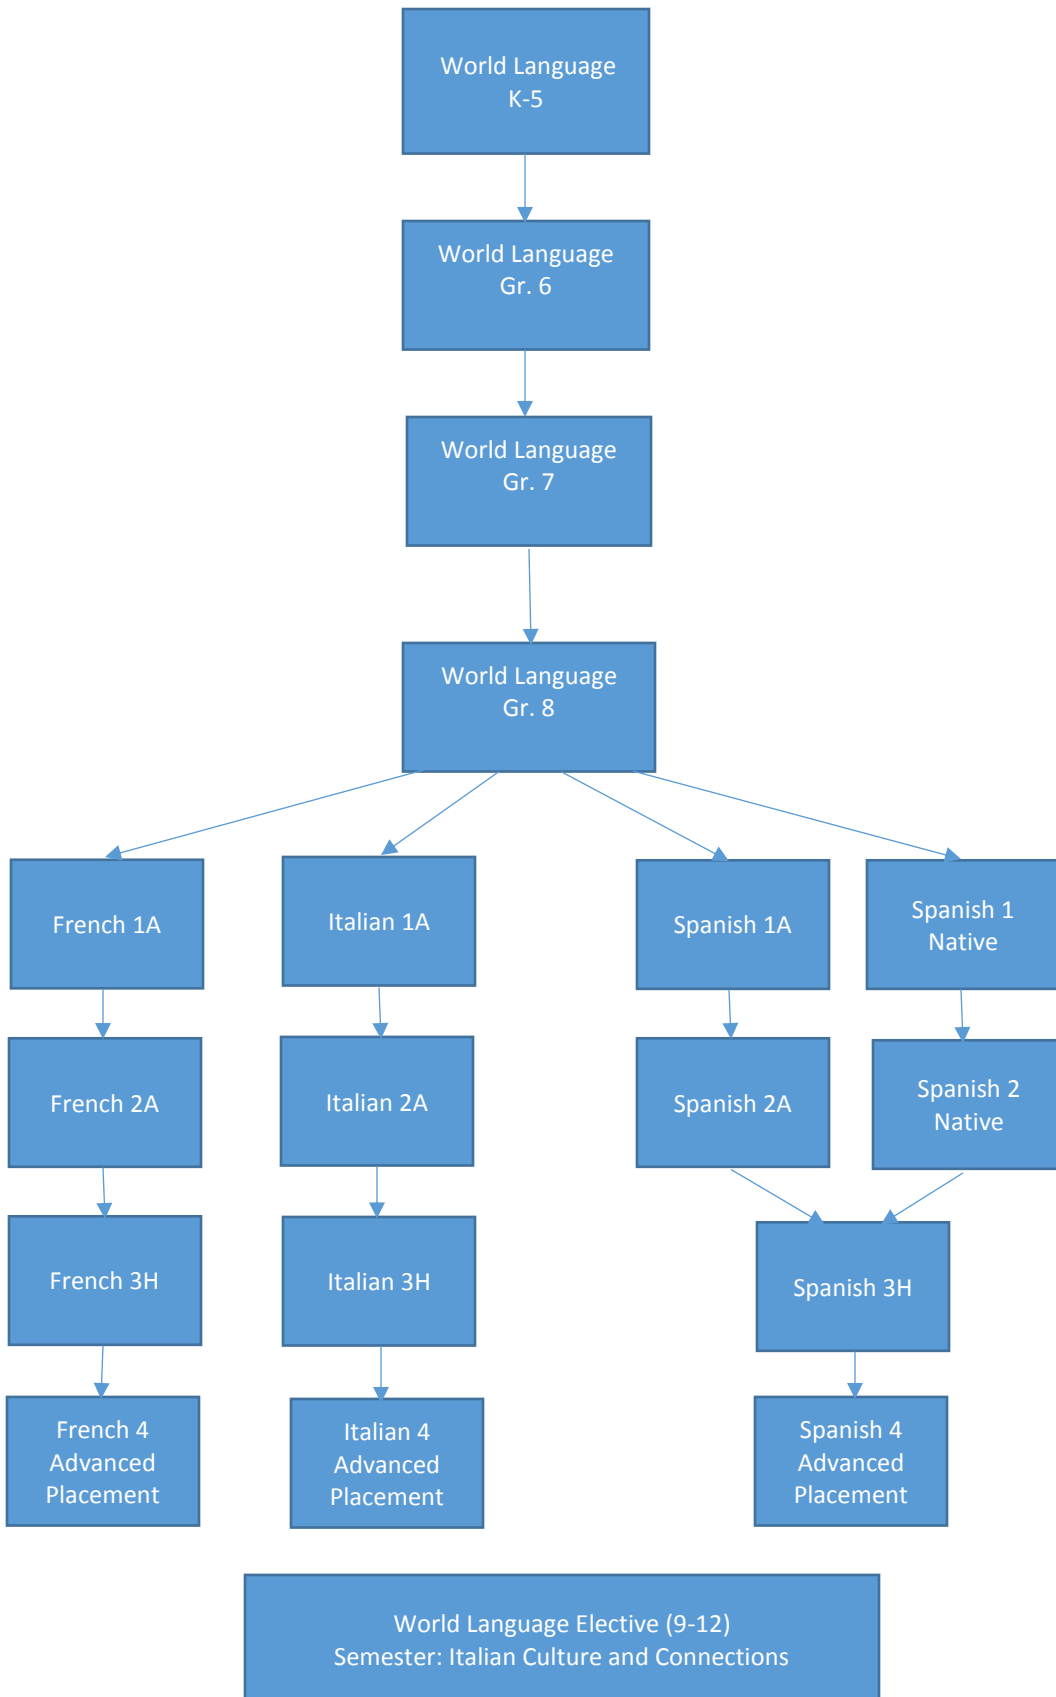 World Language
K-5
World Language
Gr. 6
World Language
Gr. 7
World Language
Gr. 8
French 1A
Italian 1A
Spanish 1A
Spanish 1
Native
French 2A
Italian 2A
Spanish 2A
Spanish 2
Native
French 3H
Italian 3H
Spanish 3H
French 4
Advanced
Placement
Italian 4
Advanced
Placement
Spanish 4
Advanced
Placement
World Language Elective (9-12)
Semester: Italian Culture and Connections